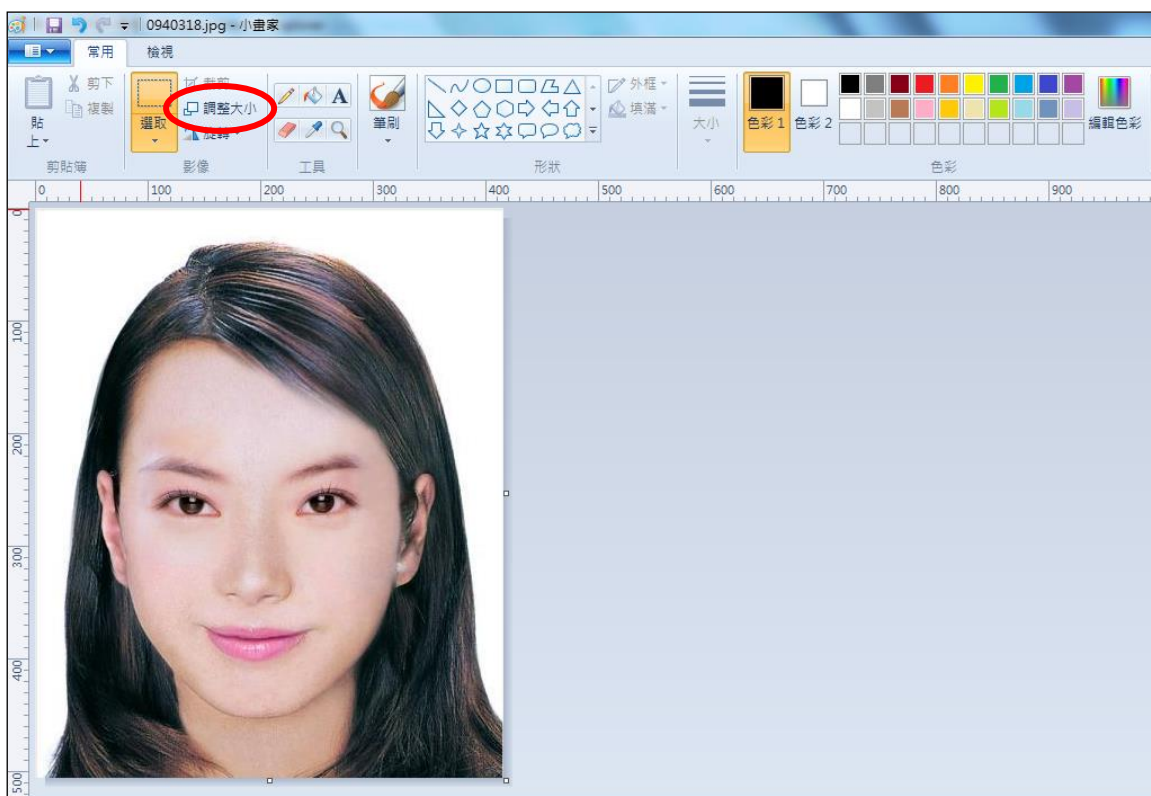 0940318.jpg - 小畫家
常用 檢視
剪下
複製
貼上
剪貼簿
選取
裁剪
調整大小
旋轉
影像
A
工具
筆刷
外框
填滿
形狀
大小
色彩 1
色彩 2
編輯色彩
色彩
0 100 200 300 400 500 600 700 800 900
0
100
200
300
400
500